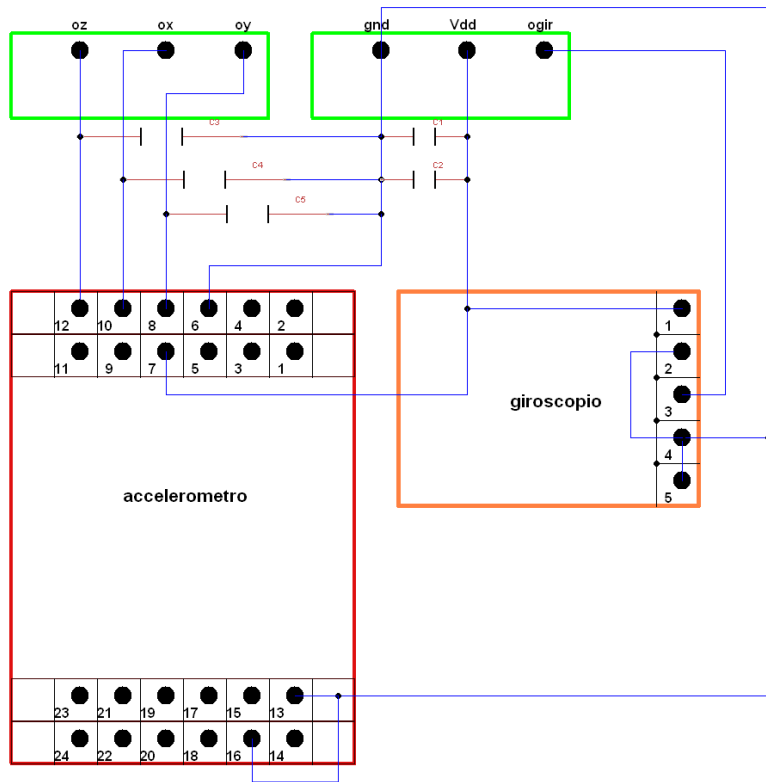 oz ox oy gnd Vdd ogir
C3 C1
C4 C2
C5
12 10 8 6 4 2
1
11 9 7 5 3 1
2
giroscopio
3
4
accelerometro
5
23 21 19 17 15 13
24 22 20 18 16 14